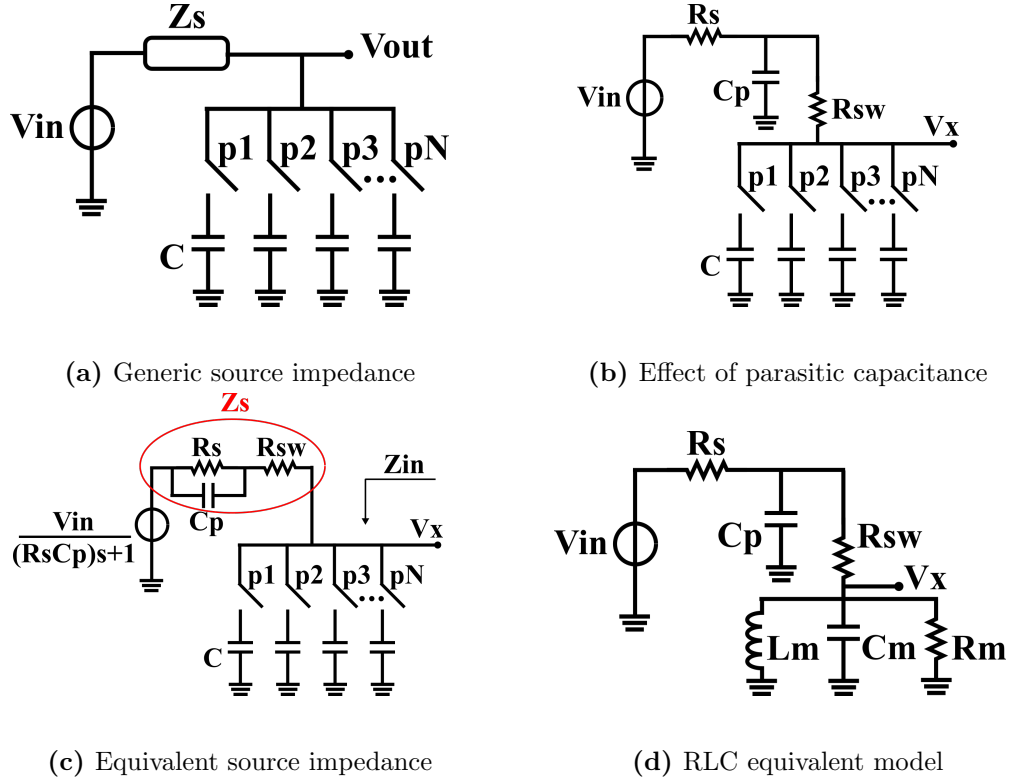 Zs
Vout
Vin
p1 p2 p3 pN
C
(a) Generic source impedance
Rs
Cp
Vin
Rsw
Vx
p1 p2 p3 pN
C
(b) Effect of parasitic capacitance
Zs
Rs Rsw
Zin
Cp
Vin
(RsCp)s+1
Vx
p1 p2 p3 pN
C
(c) Equivalent source impedance
Rs
Vin
Cp
Rsw
Vx
Lm Cm Rm
(d) RLC equivalent model